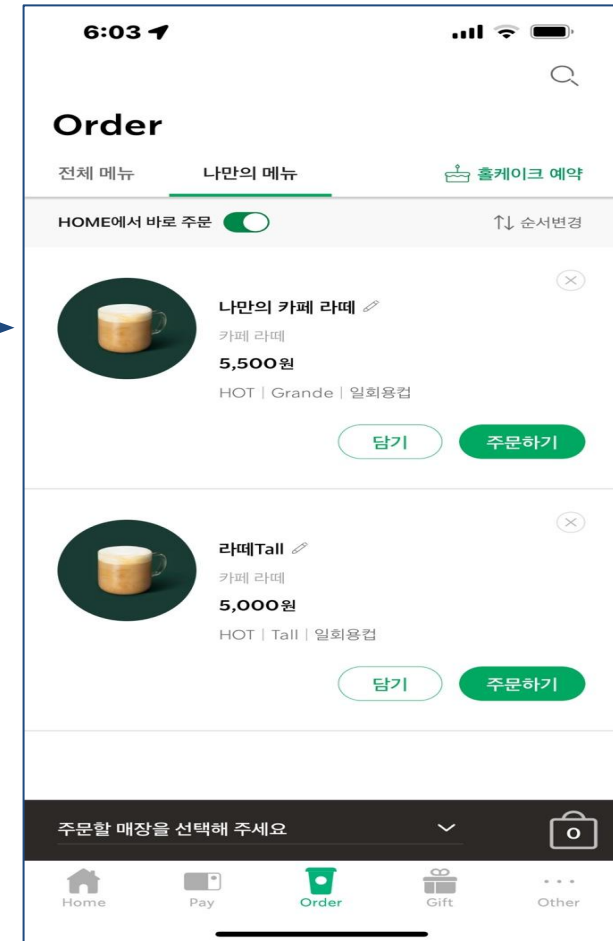 6:03
Order
전체 메뉴 나만의 메뉴 홀케이크 예약
HOME에서 바로 주문 순서변경
나만의 카페 라떼
카페 라떼
5,500원
HOT | Grande | 일회용컵
담기 주문하기
라떼Tall
카페 라떼
5,000원
HOT | Tall | 일회용컵
담기 주문하기
주문할 매장을 선택해 주세요 0
Home Pay Order Gift Other